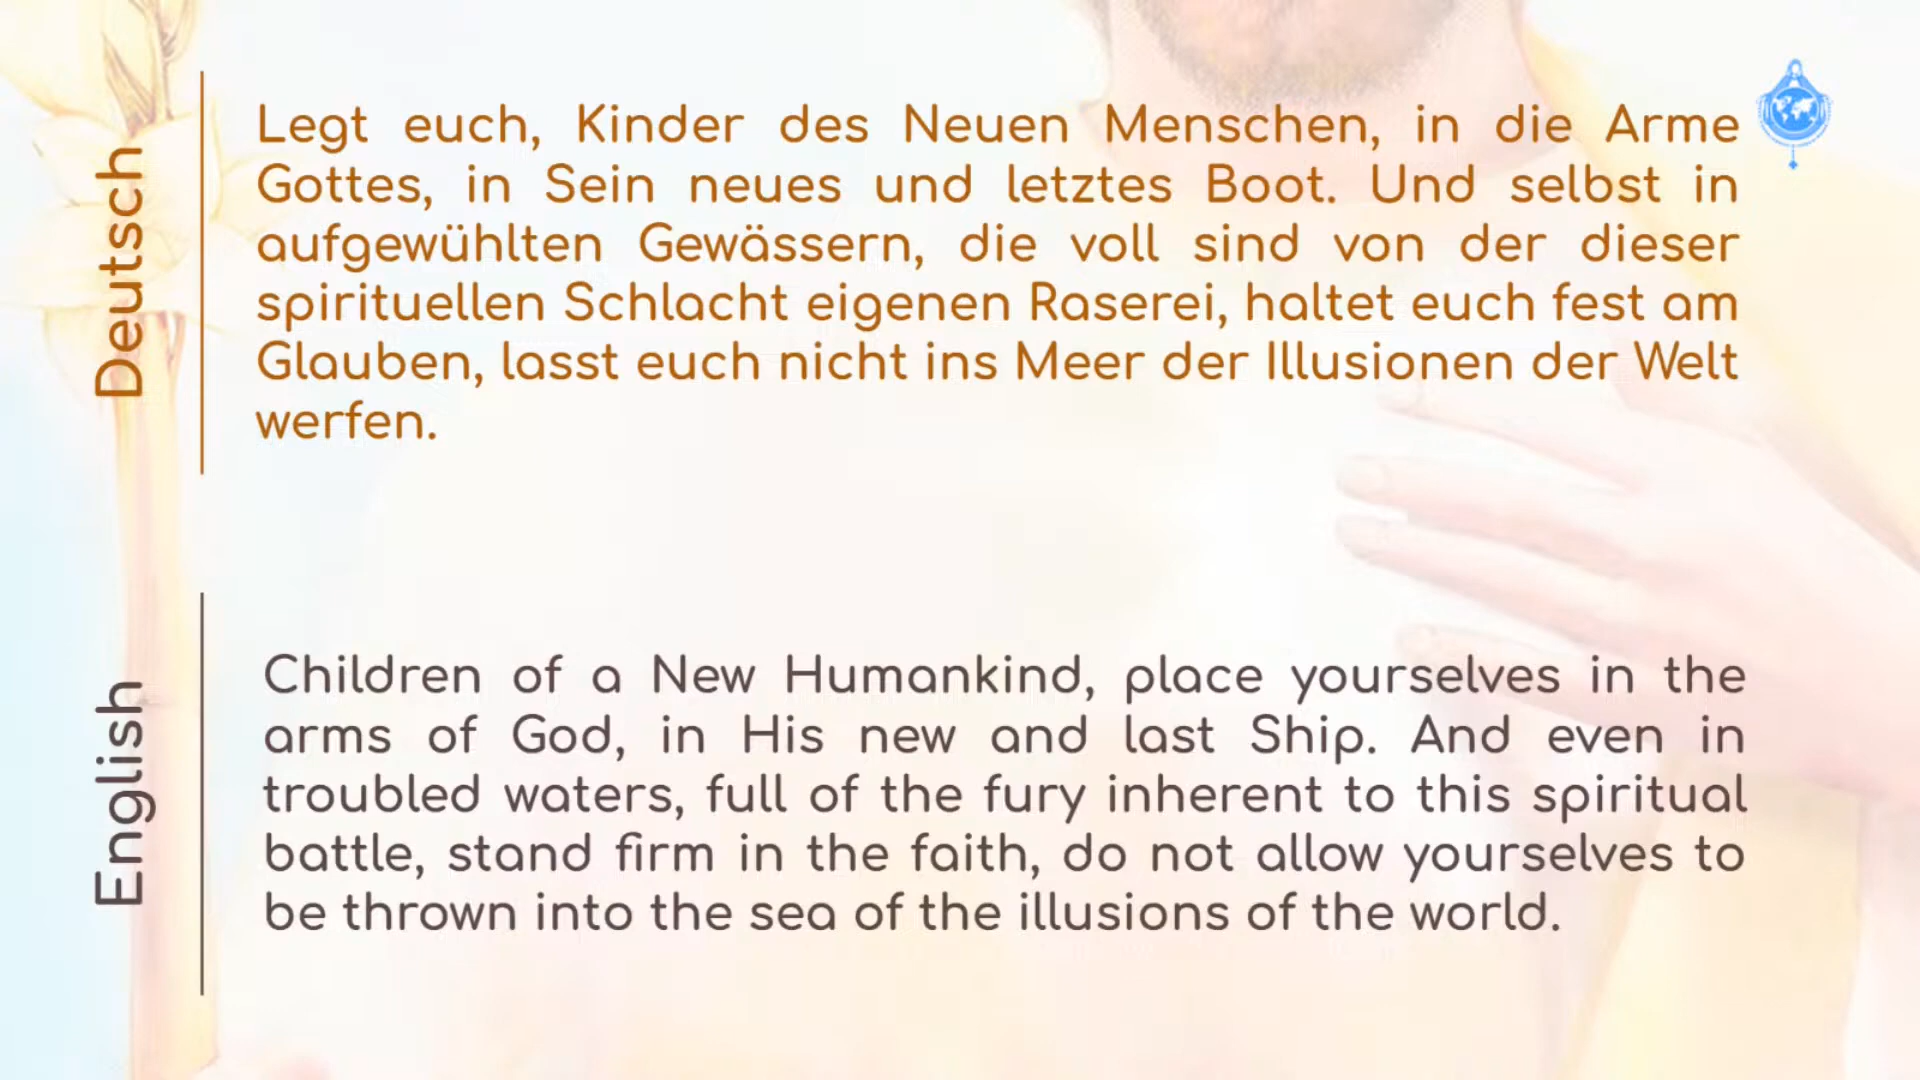 Deutsch
Legt euch, Kinder des Neuen Menschen, in die Arme
Gottes, in Sein neues und letztes Boot. Und selbst in
aufgewühlten Gewässern, die voll sind von der dieser
spirituellen Schlacht eigenen Raserei, haltet euch fest am
Glauben, lasst euch nicht ins Meer der Illusionen der Welt
werfen.
English
Children of a New Humankind, place yourselves in the
arms of God, in His new and last Ship. And even in
troubled waters, full of the fury inherent to this spiritual
battle, stand firm in the faith, do not allow yourselves to
be thrown into the sea of the illusions of the world.